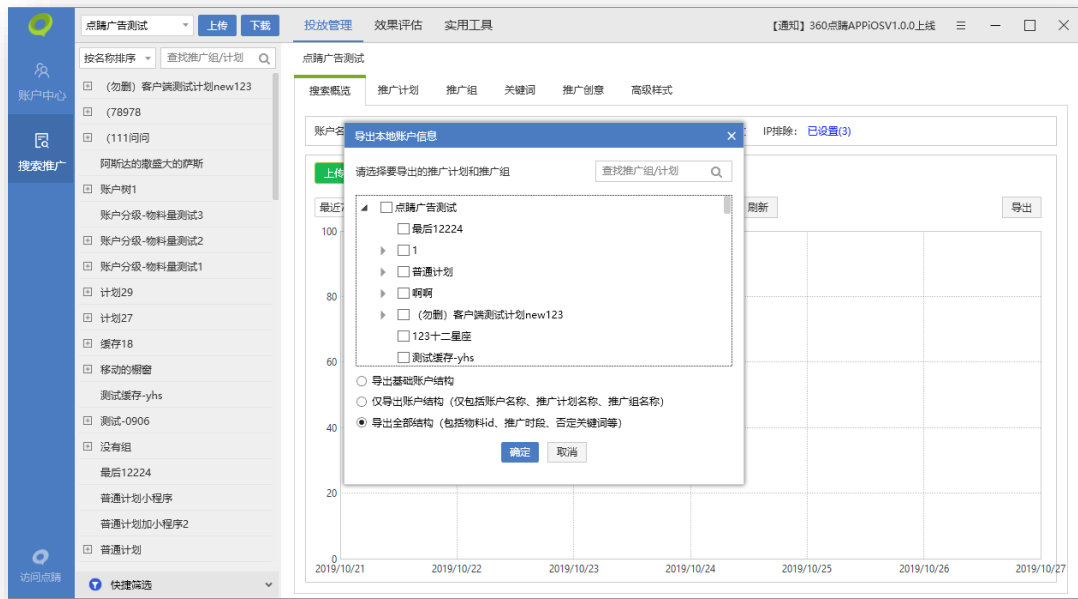 点睛广告测试
上传
下载
投放管理
效果评估
实用工具
【通知】360点睛APPiOSV1.0.0上线
账户中心
搜索推广
访问点睛
按名称排序
查找推广组/计划
(勿删)客户端测试计划new123
(78978
(111问问
阿斯达的撒盛大的萨斯
账户树1
账户分级-物料量测试3
账户分级-物料量测试2
账户分级-物料量测试1
计划29
计划27
缓存18
移动的橱窗
测试缓存-yhs
测试-0906
没有组
最后12224
普通计划小程序
普通计划加小程序2
普通计划
快捷筛选
点睛广告测试
搜索概览
推广计划
推广组
关键词
推广创意
高级样式
账户名
IP排除: 已设置(3)
上传
最近7
刷新
导出
导出本地账户信息
请选择要导出的推广计划和推广组
查找推广组/计划
点睛广告测试
最后12224
1
普通计划
啊啊
(勿删)客户端测试计划new123
123十二星座
测试缓存-yhs
导出基础账户结构
仅导出账户结构(仅包括账户名称、推广计划名称、推广组名称)
导出全部结构(包括物料id、推广时段、否定关键词等)
确定
取消
100
80
60
40
20
0
2019/10/21
2019/10/22
2019/10/23
2019/10/24
2019/10/25
2019/10/26
2019/10/27